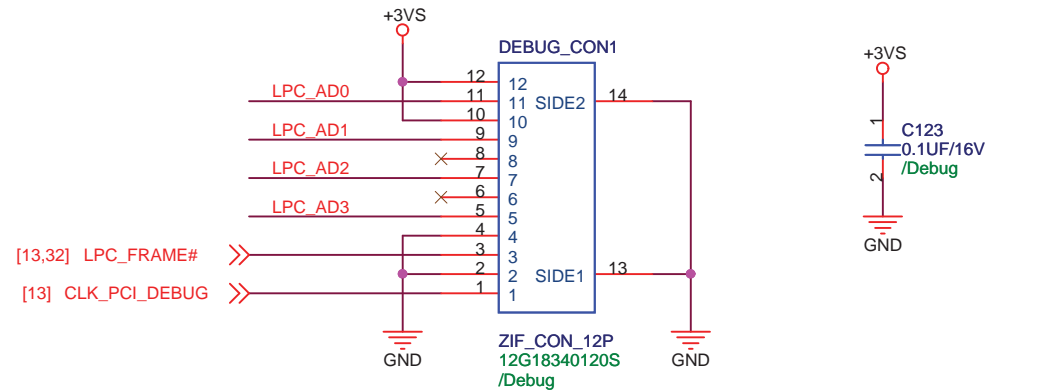 +3VS
DEBUG_CON1
12 12
LPC_AD0 11 11 SIDE2 14
10 10
LPC_AD1 9 9
8 8
LPC_AD2 7 7
6 6
LPC_AD3 5 5
4 4
[13,32] LPC_FRAME# 3 3
2 2 SIDE1 13
[13] CLK_PCI_DEBUG 1 1
GND
ZIF_CON_12P
12G18340120S
/Debug
GND
+3VS
1
C123
0.1UF/16V
/Debug
2
GND